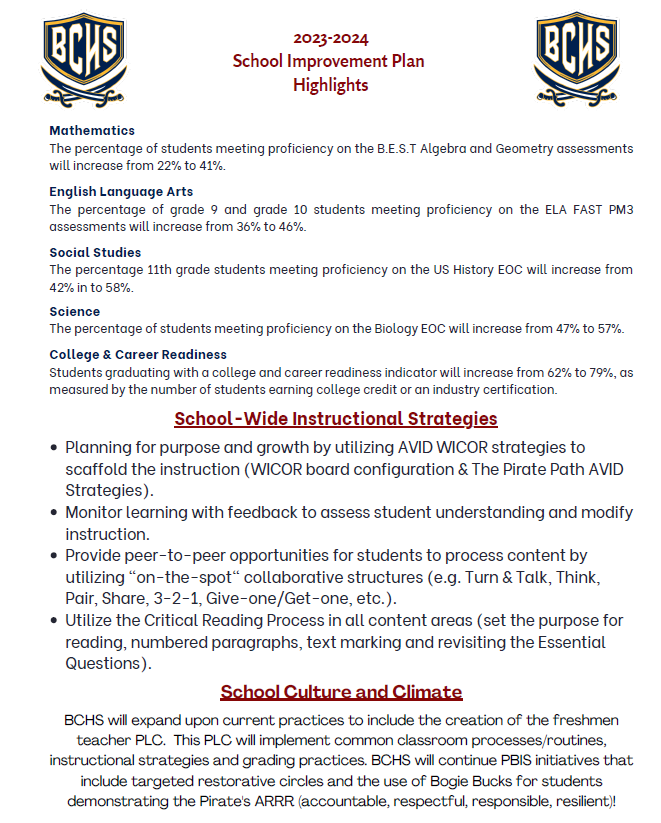 BCHS
2023-2024
School Improvement Plan
Highlights
BCHS
Mathematics
The percentage of students meeting proficiency on the B.E.S.T Algebra and Geometry assessments
will increase from 22% to 41%.
English Language Arts
The percentage of grade 9 and grade 10 students meeting proficiency on the ELA FAST PM3
assessments will increase from 36% to 46%.
Social Studies
The percentage 11th grade students meeting proficiency on the US History EOC will increase from
42% in to 58%.
Science
The percentage of students meeting proficiency on the Biology EOC will increase from 47% to 57%.
College & Career Readiness
Students graduating with a college and career readiness indicator will increase from 62% to 79%, as
measured by the number of students earning college credit or an industry certification.
School-Wide Instructional Strategies
• Planning for purpose and growth by utilizing AVID WICOR strategies to
scaffold the instruction (WICOR board configuration & The Pirate Path AVID
Strategies).
• Monitor learning with feedback to assess student understanding and modify
instruction.
• Provide peer-to-peer opportunities for students to process content by
utilizing "on-the-spot" collaborative structures (e.g. Turn & Talk, Think,
Pair, Share, 3-2-1, Give-one/Get-one, etc.).
• Utilize the Critical Reading Process in all content areas (set the purpose for
reading, numbered paragraphs, text marking and revisiting the Essential
Questions).
School Culture and Climate
BCHS will expand upon current practices to include the creation of the freshmen
teacher PLC. This PLC will implement common classroom processes/routines,
instructional strategies and grading practices. BCHS will continue PBIS initiatives that
include targeted restorative circles and the use of Bogie Bucks for students
demonstrating the Pirate's ARRR (accountable, respectful, responsible, resilient)!